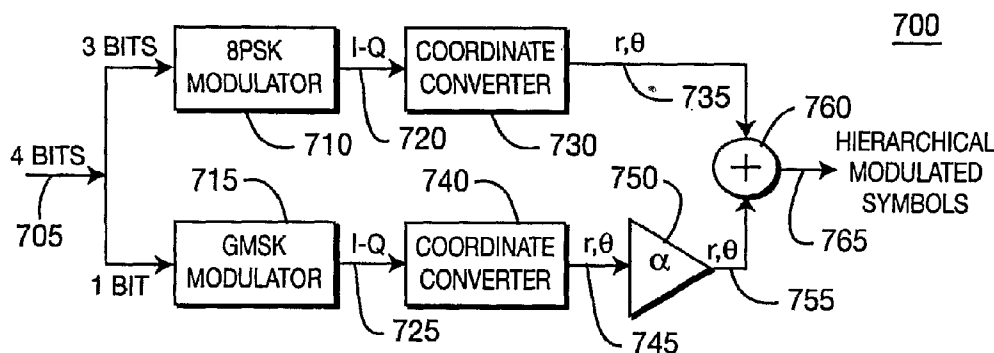 700
3 BITS
8PSK
MODULATOR
I-Q
COORDINATE
CONVERTER
r,θ
710
720
730
735
760
4 BITS
705
HIERARCHICAL
MODULATED
SYMBOLS
765
715
740
750
1 BIT
GMSK
MODULATOR
I-Q
COORDINATE
CONVERTER
r,θ
α
r,θ
725
745
755